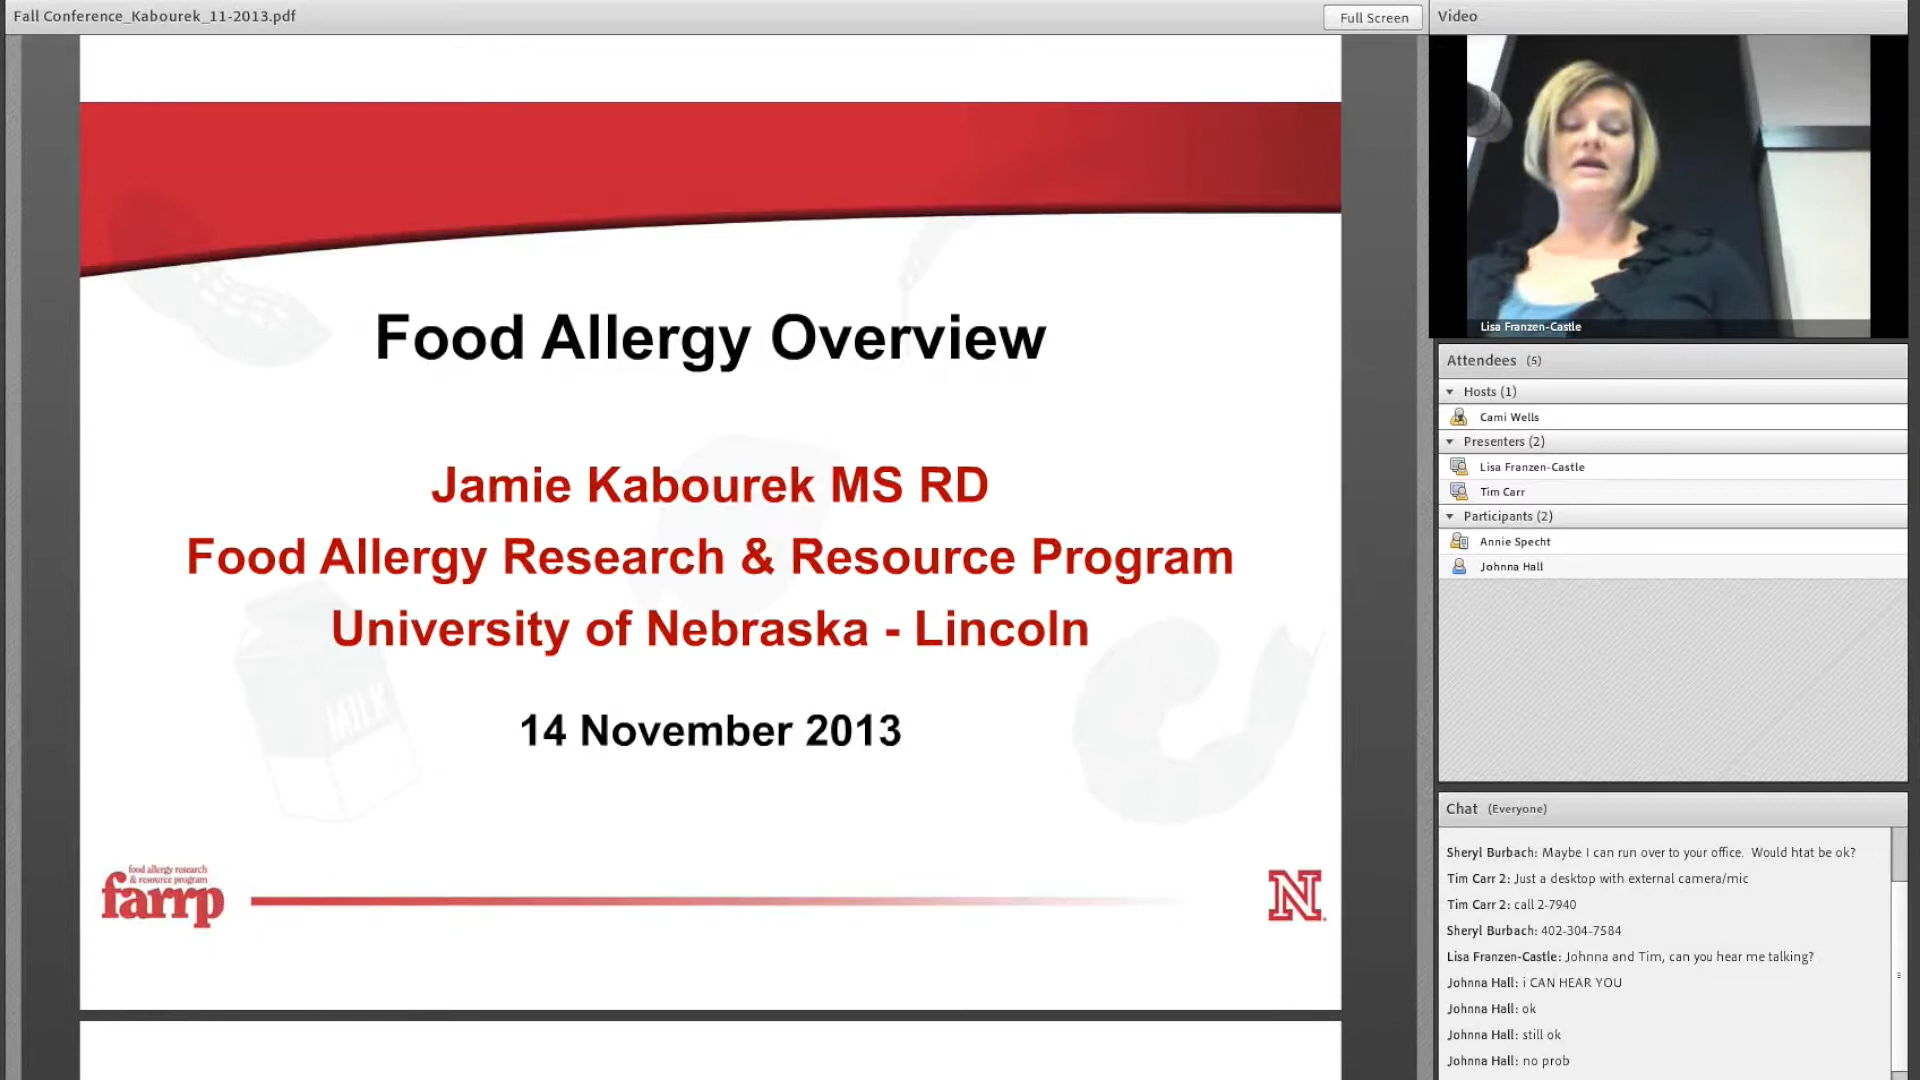 Fall Conference_Kabourek_11-2013.pdf
Full Screen
Food Allergy Overview
Jamie Kabourek MS RD
Food Allergy Research & Resource Program
University of Nebraska - Lincoln
14 November 2013
MILK
food allergy research
& resource program
farrp
N
Video
Lisa Franzen-Castle
Attendees (5)
Hosts (1)
Cami Wells
Presenters (2)
Lisa Franzen-Castle
Tim Carr
Participants (2)
Annie Specht
Johnna Hall
Chat (Everyone)
Sheryl Burbach: Maybe I can run over to your office. Would htat be ok?
Tim Carr 2: Just a desktop with external camera/mic
Tim Carr 2: call 2-7940
Sheryl Burbach: 402-304-7584
Lisa Franzen-Castle: Johnna and Tim, can you hear me talking?
Johnna Hall: i CAN HEAR YOU
Johnna Hall: ok
Johnna Hall: still ok
Johnna Hall: no prob